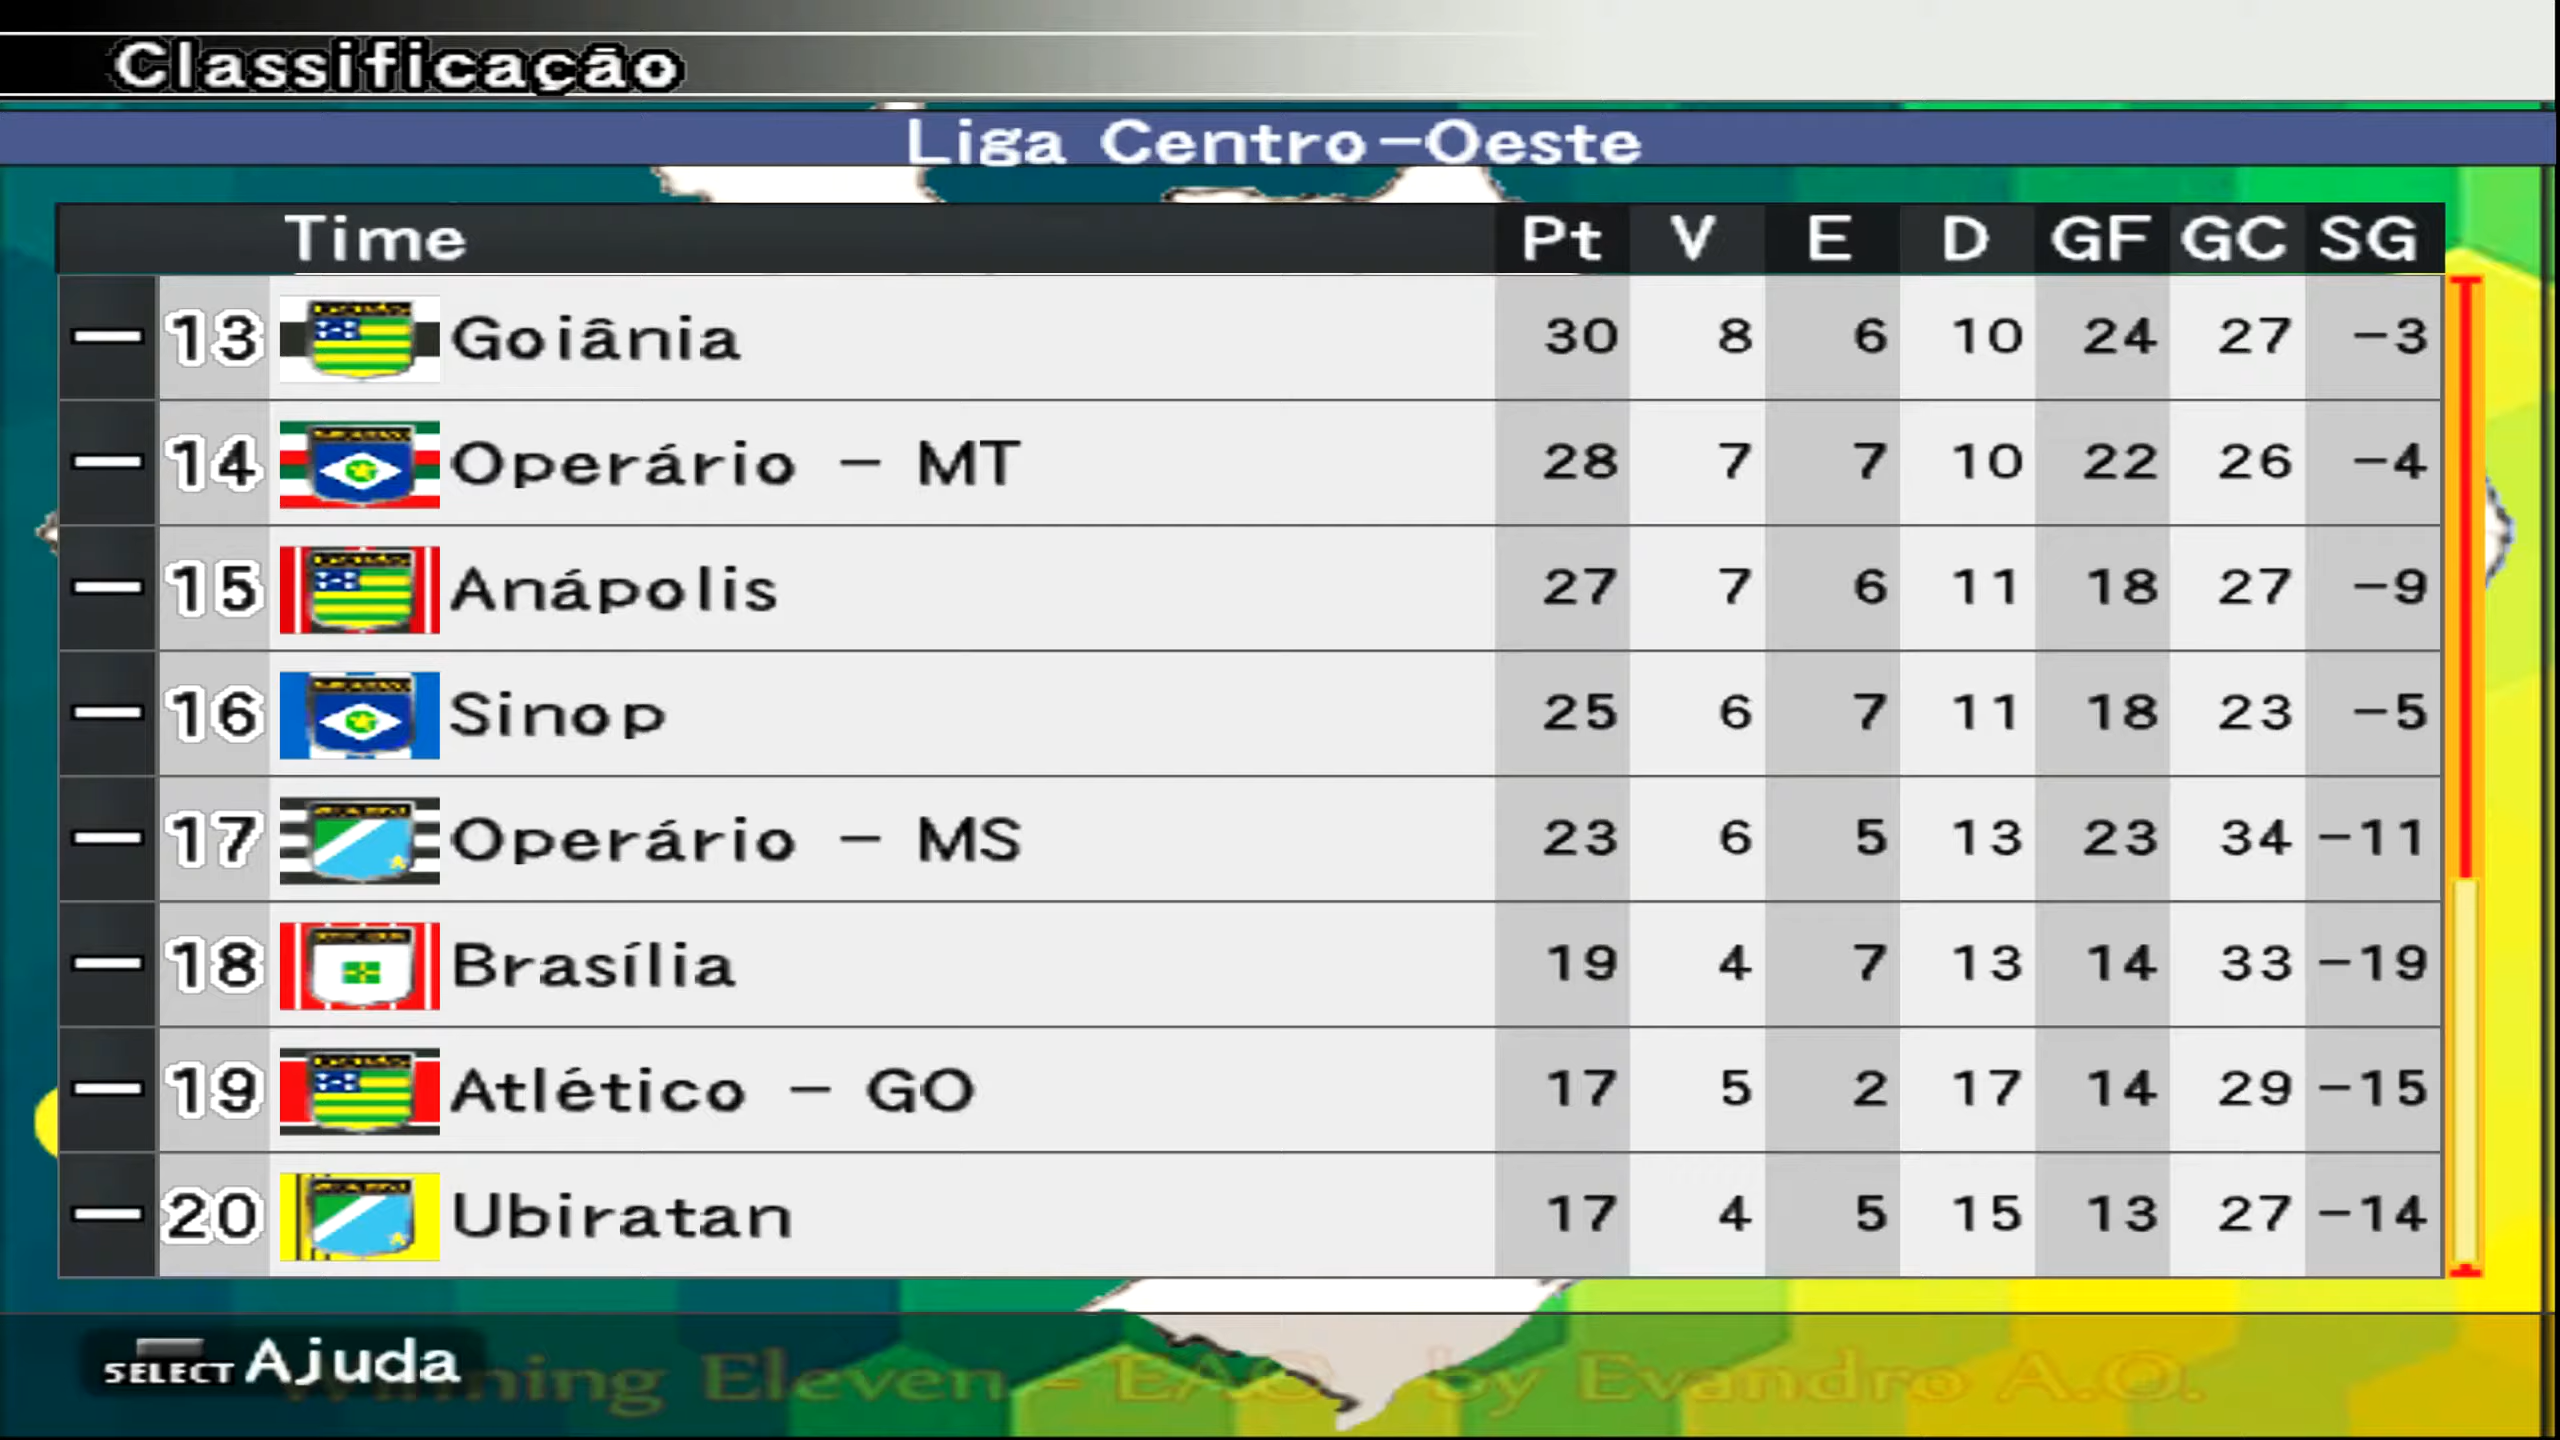 Classificação
Liga Centro-Oeste
Time Pt V E D GF GC SG
13 Goiânia 30 8 6 10 24 27 -3
14 Operário - MT 28 7 7 10 22 26 -4
15 Anápolis 27 7 6 11 18 27 -9
16 Sinop 25 6 7 11 18 23 -5
17 Operário - MS 23 6 5 13 23 34 -11
18 Brasília 19 4 7 13 14 33 -19
19 Atlético - GO 17 5 2 17 14 29 -15
20 Ubiratan 17 4 5 15 13 27 -14
SELECT Ajuda
Winning Eleven - EAO by Evandro A.O.